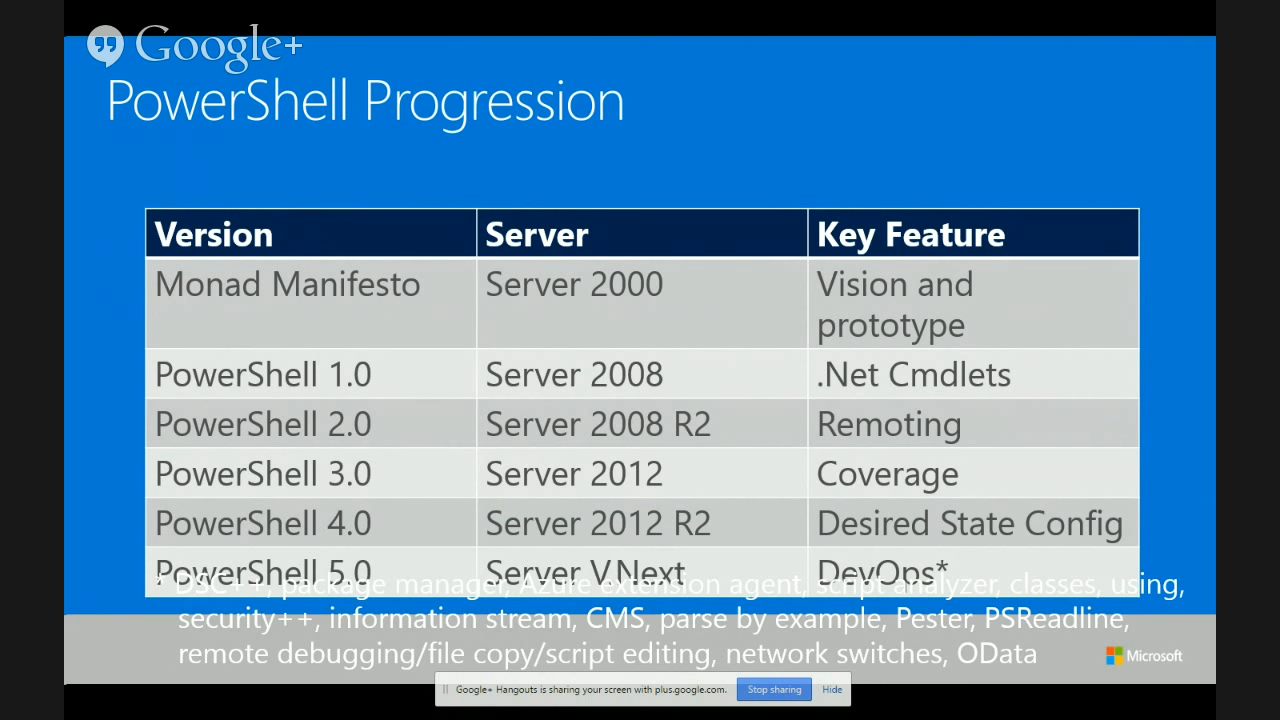 Google+
PowerShell Progression
Version Server Key Feature
Monad Manifesto Server 2000 Vision and
prototype
PowerShell 1.0 Server 2008 .Net Cmdlets
PowerShell 2.0 Server 2008 R2 Remoting
PowerShell 3.0 Server 2012 Coverage
PowerShell 4.0 Server 2012 R2 Desired State Config
PowerShell 5.0 Server V.Next DevOps*
* DSC++, package manager, Azure extension agent, script analyzer, classes, using,
security++, information stream, CMS, parse by example, Pester, PSReadline,
remote debugging/file copy/script editing, network switches, OData
Microsoft
Google+ Hangouts is sharing your screen with plus.google.com. Stop sharing Hide